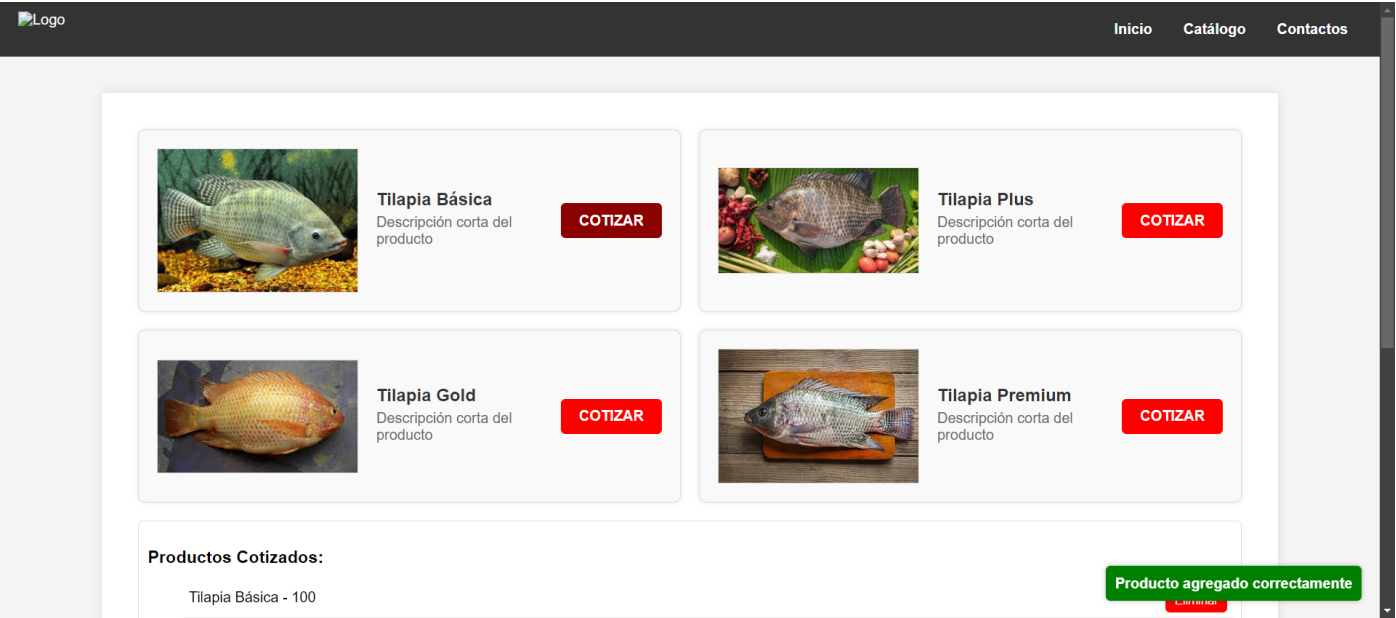 Logo
Inicio Catálogo Contactos
Tilapia Básica
Descripción corta del
producto
COTIZAR
Tilapia Plus
Descripción corta del
producto
COTIZAR
Tilapia Gold
Descripción corta del
producto
COTIZAR
Tilapia Premium
Descripción corta del
producto
COTIZAR
Productos Cotizados:
Tilapia Básica - 100
Producto agregado correctamente
Eliminar